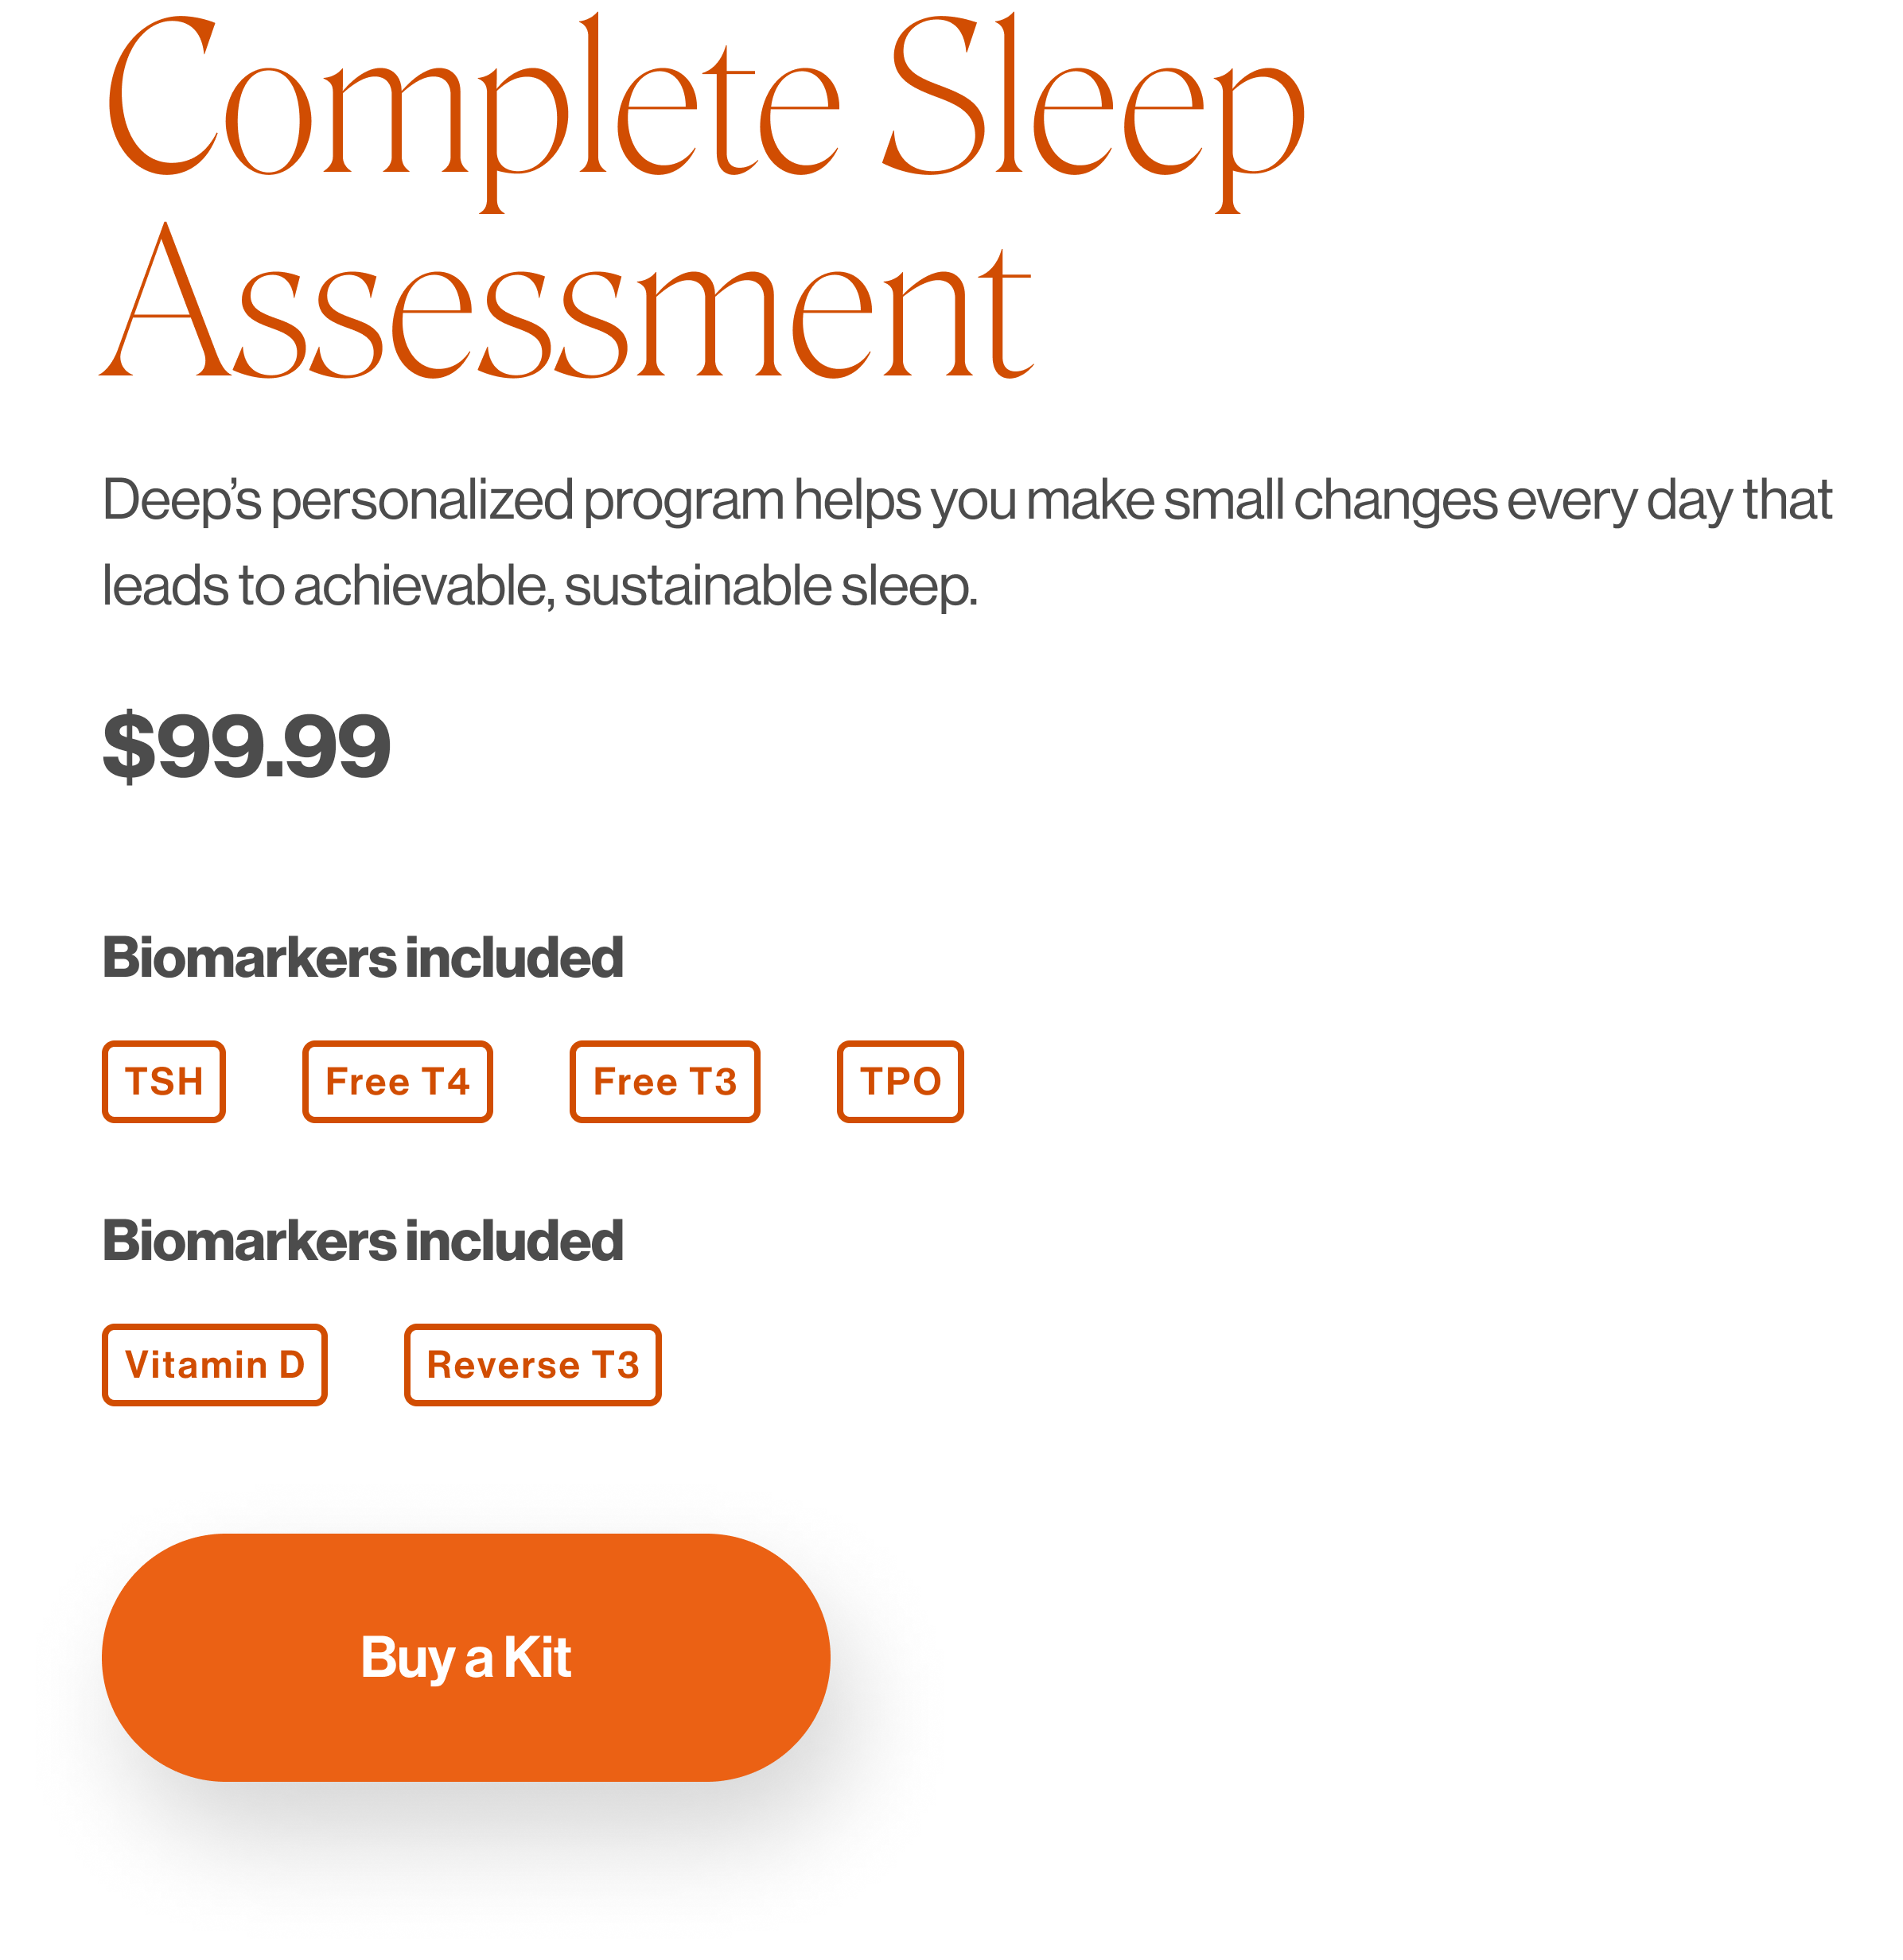 Complete Sleep
Assessment
Deep’s personalized program helps you make small changes every day that
leads to achievable, sustainable sleep.
$99.99
Biomarkers included
TSH Free T4 Free T3 TPO
Biomarkers included
Vitamin D Reverse T3
Buy a Kit